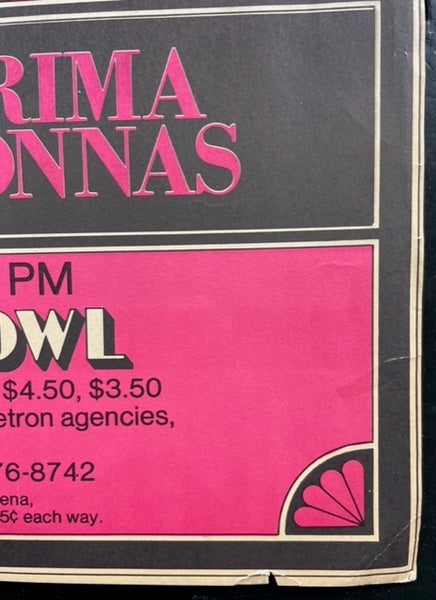 RIMA
ONNAS
PM
OWL
$4.50, $3.50
etron agencies,
76-8742
ena,
5¢ each way.